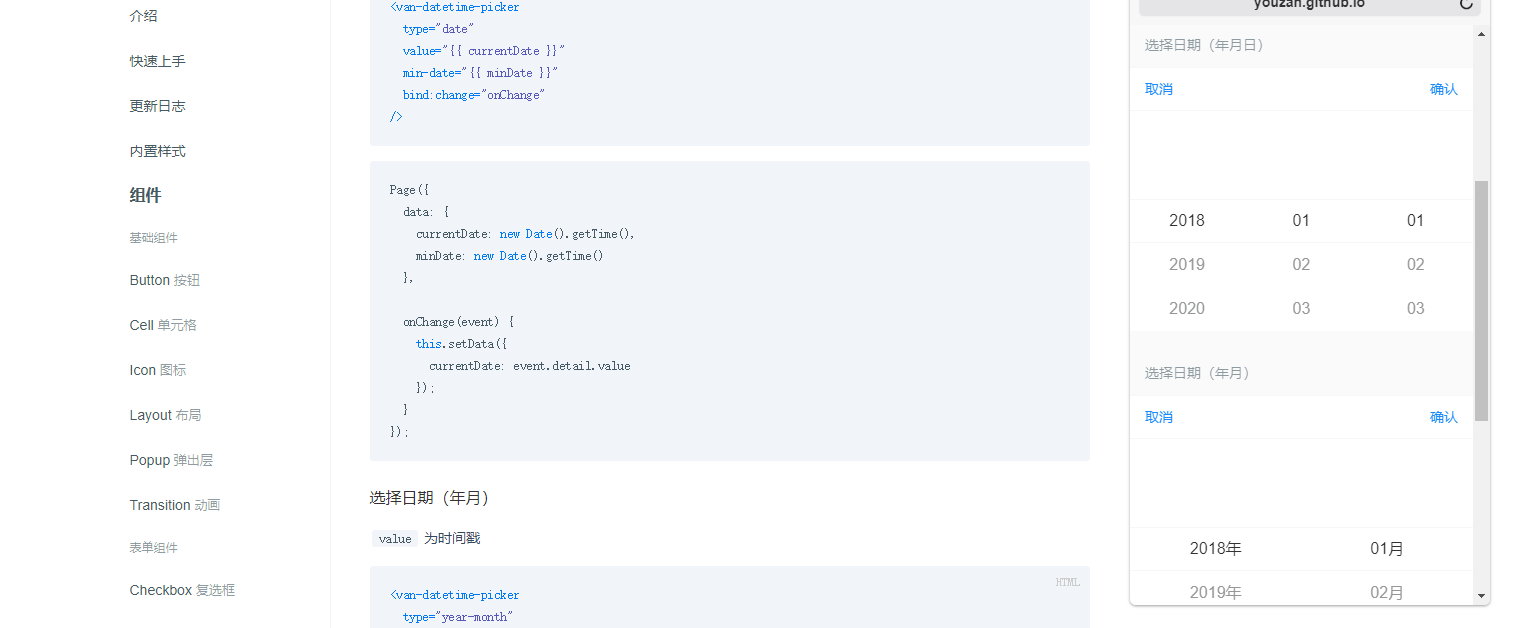 介绍
快速上手
更新日志
内置样式
组件
基础组件
Button 按钮
Cell 单元格
Icon 图标
Layout 布局
Popup 弹出层
Transition 动画
表单组件
Checkbox 复选框
<van-datetime-picker
type="date"
value="{{ currentDate }}"
min-date="{{ minDate }}"
bind:change="onChange"
/>
Page({
data: {
currentDate: new Date().getTime(),
minDate: new Date().getTime()
},
onChange(event) {
this.setData({
currentDate: event.detail.value
});
}
});
选择日期（年月）
value 为时间戳
HTML
<van-datetime-picker
type="year-month"
youzan.github.io
选择日期（年月日）
取消 确认
2018 01 01
2019 02 02
2020 03 03
选择日期（年月）
取消 确认
2018年 01月
2019年 02月